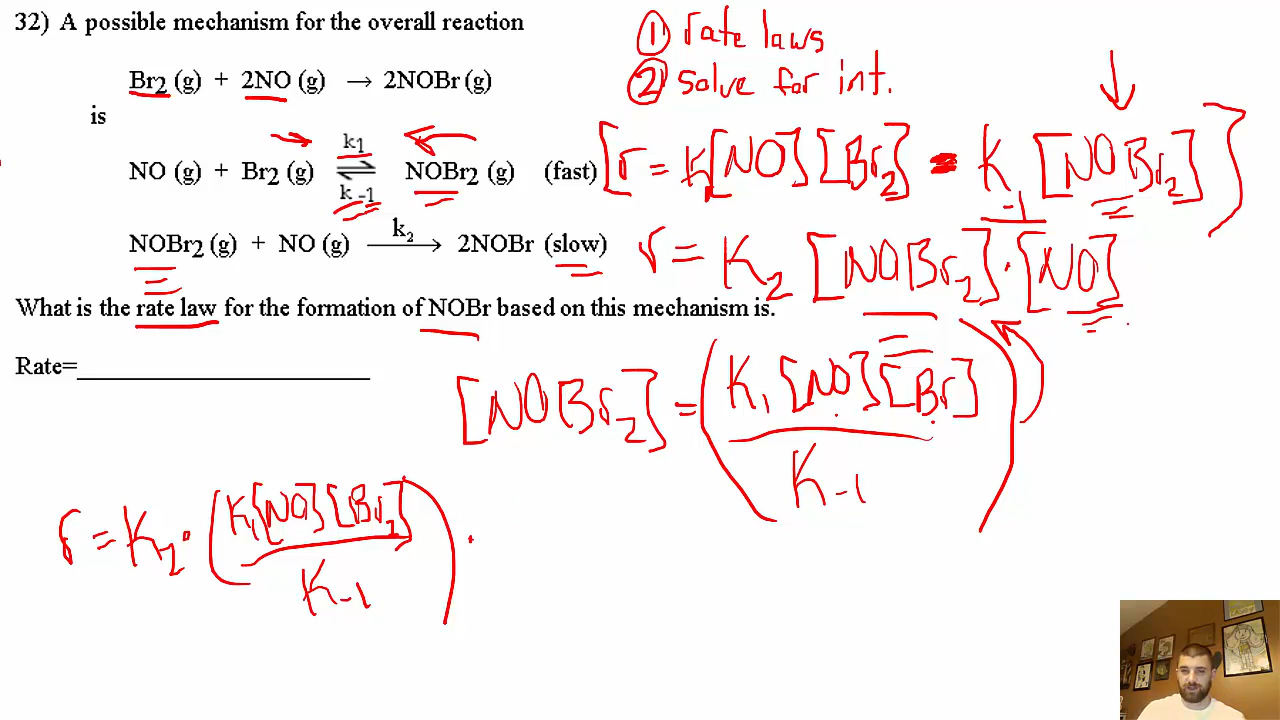 32) A possible mechanism for the overall reaction
Br2 (g) + 2NO (g) → 2NOBr (g)
is
NO (g) + Br2 (g) k1 ⇌ k -1 NOBr2 (g) (fast)
NOBr2 (g) + NO (g) k2 → 2NOBr (slow)
What is the rate law for the formation of NOBr based on this mechanism is.
Rate=____________________
① rate laws
② solve for int.
[r = K1[NO][Br2] = K-1 [NOBr2]]
r = K2 [NOBr2] · [NO]
[NOBr2] = (K1[NO][Br] / K-1)
r = K2 · (K1[NO][Br2] / K-1) ·